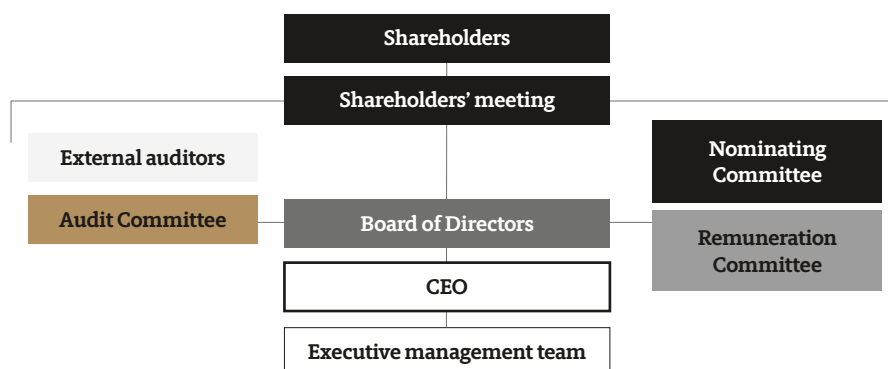 Shareholders
Shareholders’ meeting
External auditors
Nominating
Committee
Audit Committee
Board of Directors
Remuneration
Committee
CEO
Executive management team